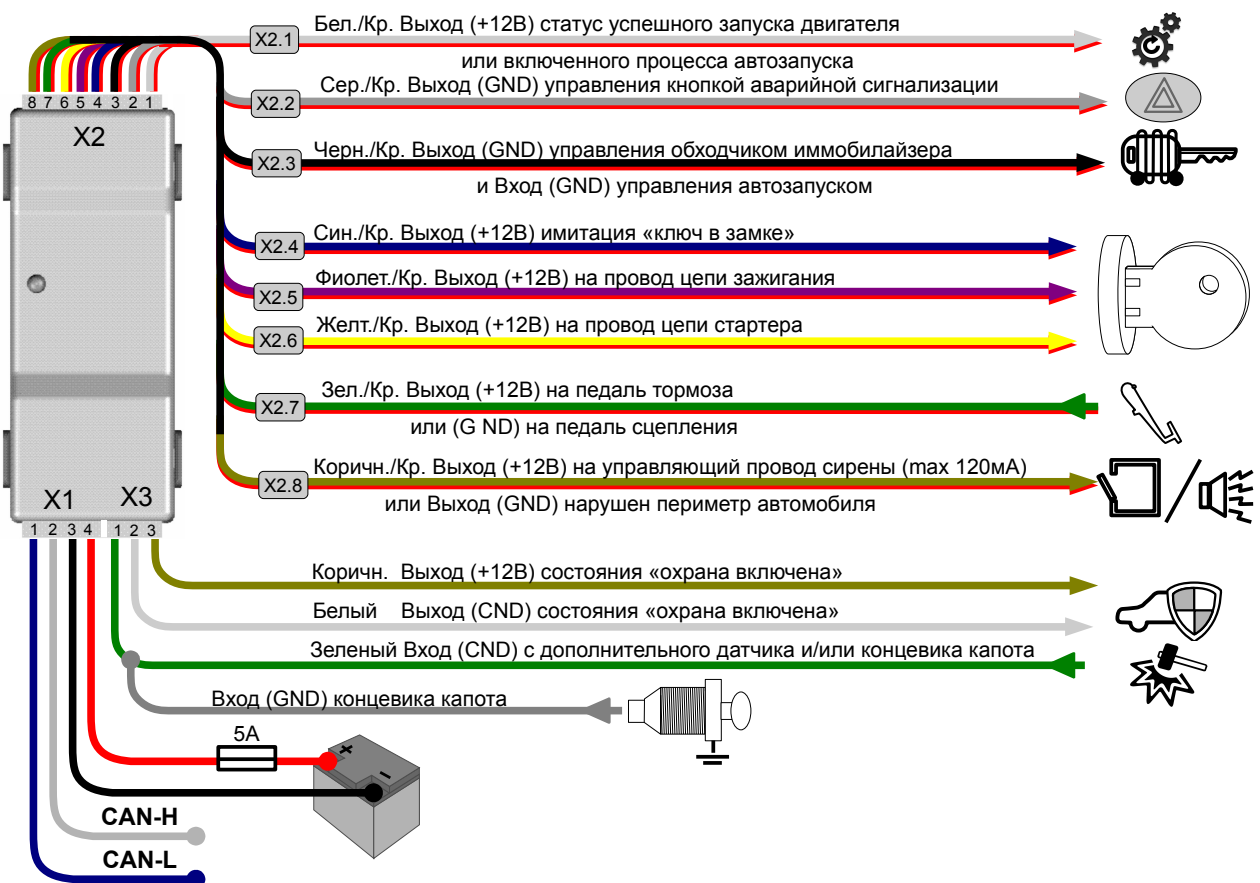 X2.1 Бел./Кр. Выход (+12В) статус успешного запуска двигателя
или включенного процесса автозапуска
X2.2 Сер./Кр. Выход (GND) управления кнопкой аварийной сигнализации
8 7 6 5 4 3 2 1
X2
X2.3 Черн./Кр. Выход (GND) управления обходчиком иммобилайзера
и Вход (GND) управления автозапуском
X2.4 Син./Кр. Выход (+12В) имитация «ключ в замке»
X2.5 Фиолет./Кр. Выход (+12В) на провод цепи зажигания
X2.6 Желт./Кр. Выход (+12В) на провод цепи стартера
X2.7 Зел./Кр. Выход (+12В) на педаль тормоза
или (G ND) на педаль сцепления
X2.8 Коричн./Кр. Выход (+12В) на управляющий провод сирены (max 120мА)
или Выход (GND) нарушен периметр автомобиля
X1 X3
1 2 3 4 1 2 3
Коричн. Выход (+12В) состояния «охрана включена»
Белый Выход (CND) состояния «охрана включена»
Зеленый Вход (CND) с дополнительного датчика и/или концевика капота
Вход (GND) концевика капота
5А
+ -
CAN-H
CAN-L